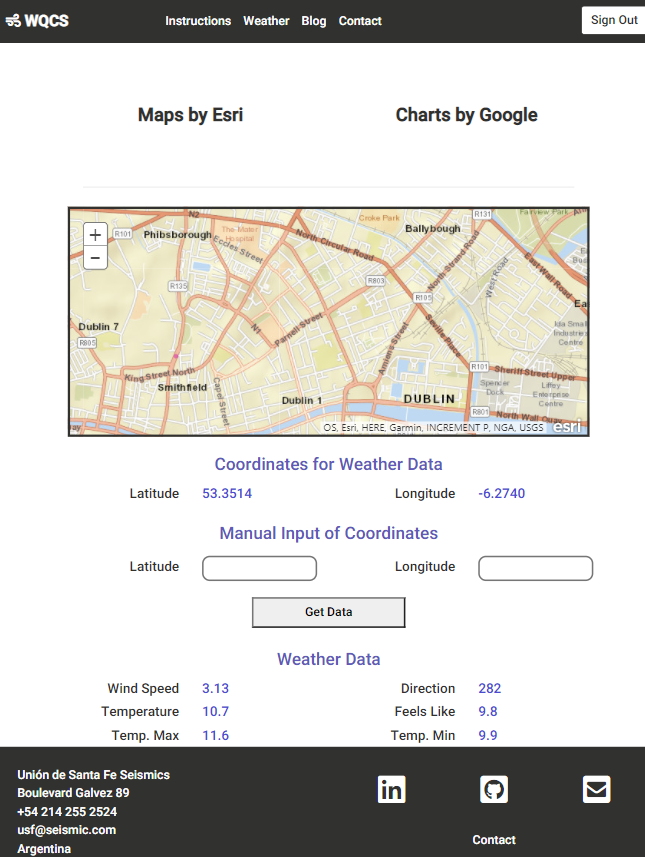 WQCS Instructions Weather Blog Contact Sign Out
Maps by Esri Charts by Google
N2 Croke Park R131 Fairview Park
R101 Phibsborough The Mater Hospital Ballybough
Eccles Street North Circular Road North Strand Road West Road East Wall Road
R135 R803 R105
Dublin 7 N1 Parnell Street Amiens Street Seville Place Ida Small Industries Centre
R805
King Street North R101 Sheriff Street Upper
Smithfield Capel Street Spencer Dock Liffey Enterprise Centre
Dublin 1 DUBLIN
R801 North Wall Quay
OS, Esri, HERE, Garmin, INCREMENT P, NGA, USGS esri
Coordinates for Weather Data
Latitude 53.3514 Longitude -6.2740
Manual Input of Coordinates
Latitude Longitude
Get Data
Weather Data
Wind Speed 3.13 Direction 282
Temperature 10.7 Feels Like 9.8
Temp. Max 11.6 Temp. Min 9.9
Unión de Santa Fe Seismics
Boulevard Galvez 89
+54 214 255 2524
usf@seismic.com
Argentina
Contact